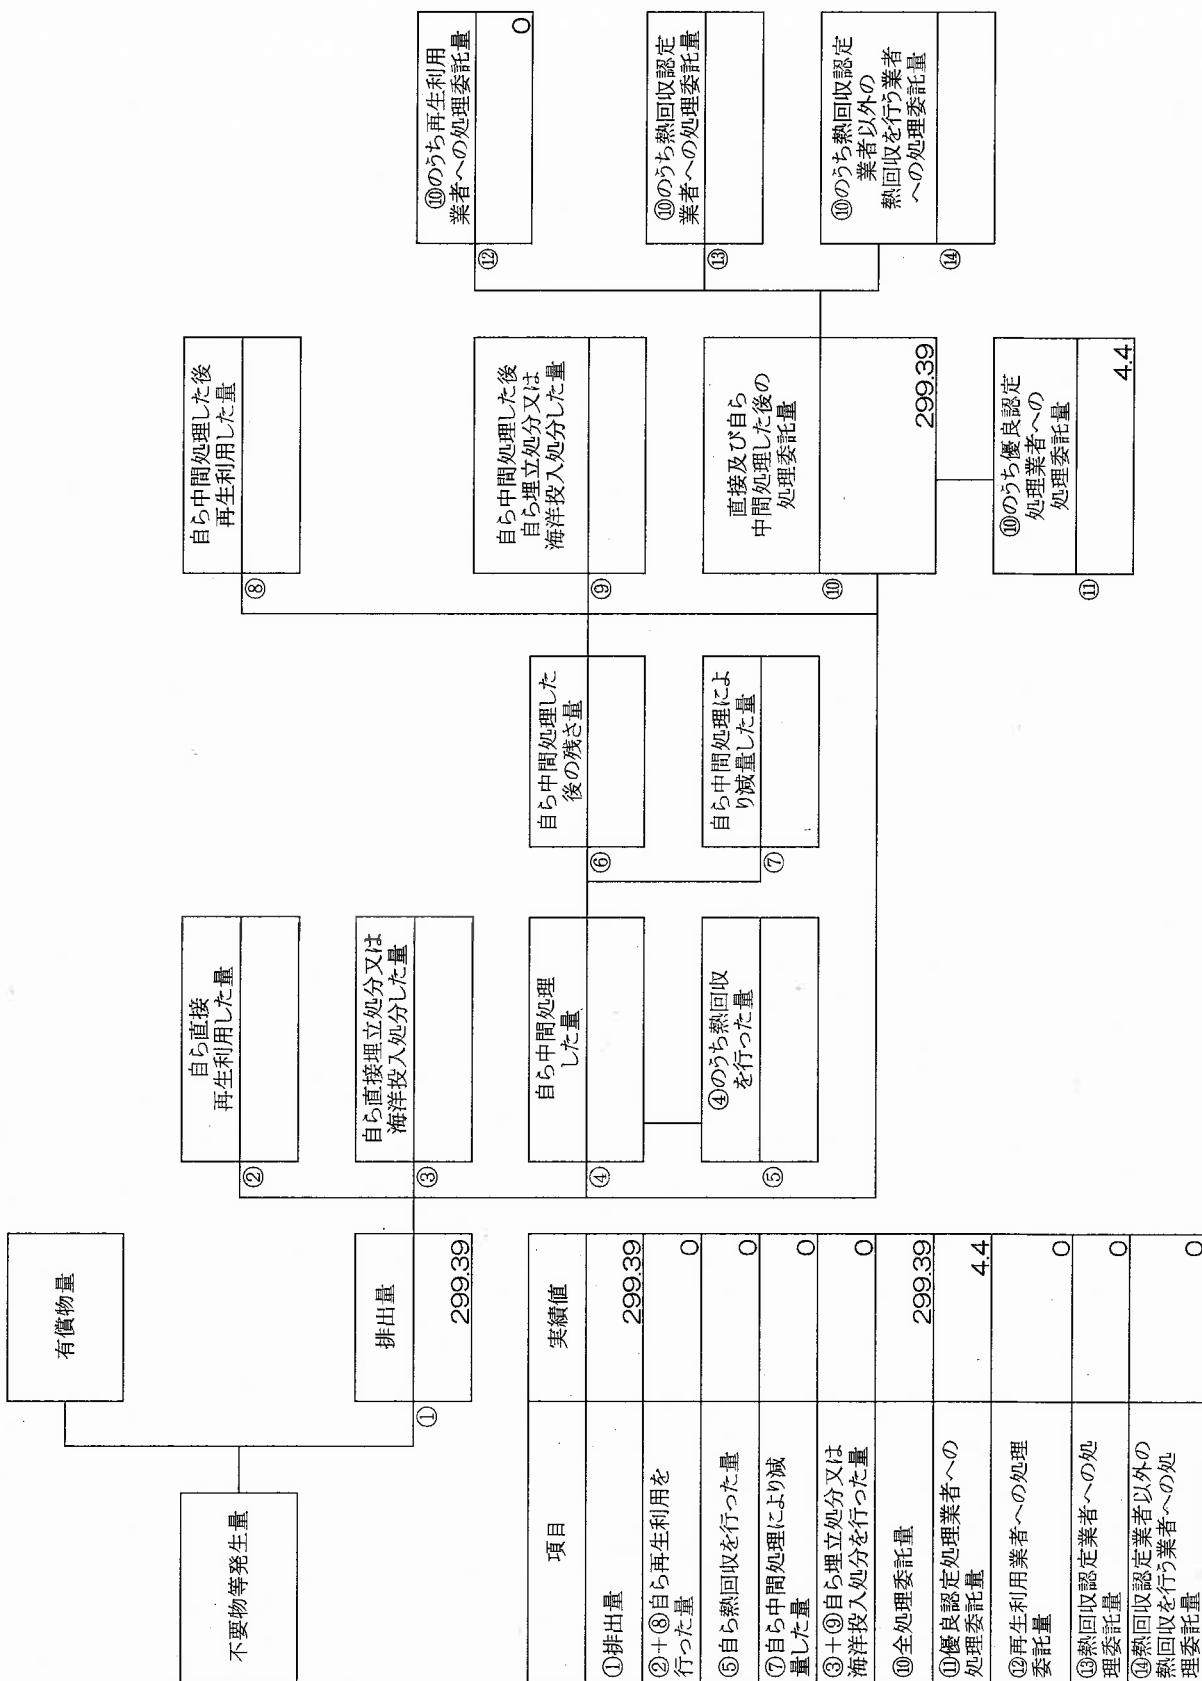 不要物等発生量
有償物量
①
排出量
299.39
②
自ら直接
再生利用した量
③
自ら直接埋立処分又は
海洋投入処分した量
④
自ら中間処理
した量
⑤
④のうち熱回収
を行った量
⑥
自ら中間処理した
後の残さ量
⑦
自ら中間処理によ
り減量した量
⑧
自ら中間処理した後
再生利用した量
⑨
自ら中間処理した後
自ら埋立処分又は
海洋投入処分した量
⑩
直接及び自ら
中間処理した後の
処理委託量
299.39
⑪
⑩のうち優良認定
処理業者への
処理委託量
4.4
⑫
⑩のうち再生利用
業者への処理委託量
0
⑬
⑩のうち熱回収認定
業者への処理委託量
⑭
⑩のうち熱回収認定
業者以外の
熱回収を行う業者
への処理委託量
項目
実績値
①排出量
299.39
②+⑧自ら再生利用を
行った量
0
⑤自ら熱回収を行った量
0
⑦自ら中間処理により減
量した量
0
③+⑨自ら埋立処分又は
海洋投入処分を行った量
0
⑩全処理委託量
299.39
⑪優良認定処理業者への
処理委託量
4.4
⑫再生利用業者への処理
委託量
0
⑬熱回収認定業者への処
理委託量
0
⑭熱回収認定業者以外の
熱回収を行う業者への処
理委託量
0